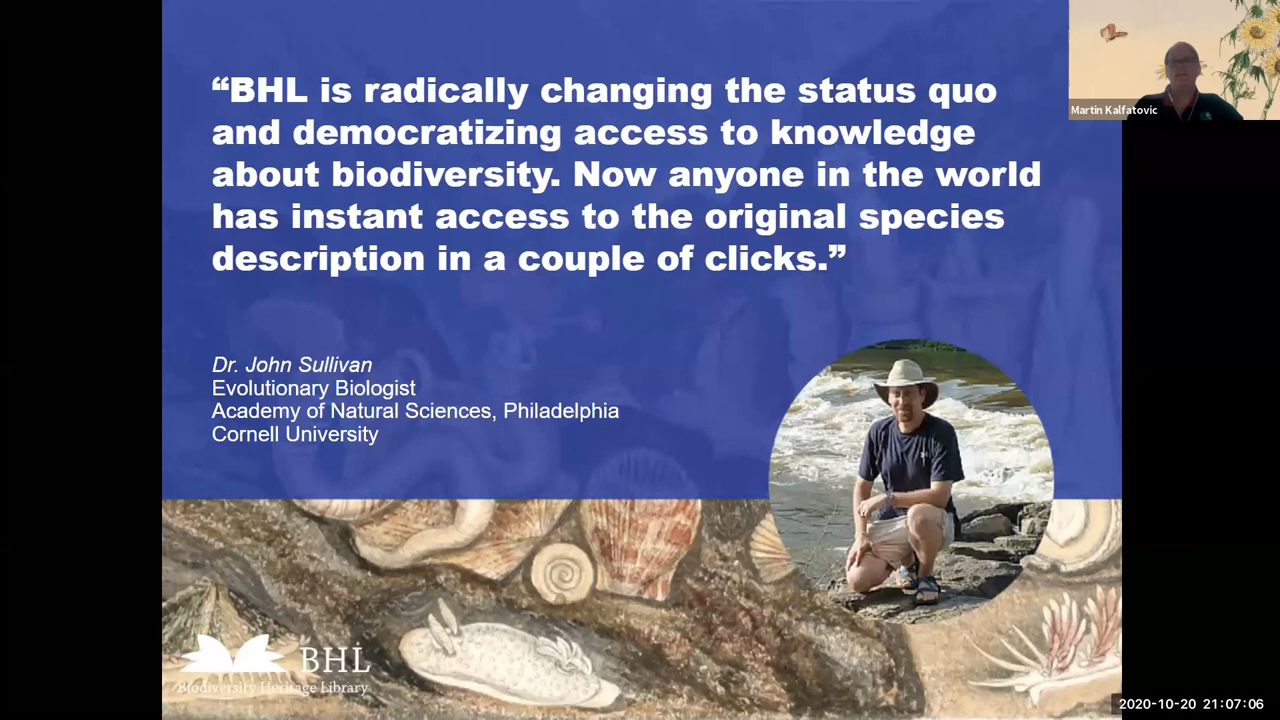 “BHL is radically changing the status quo
and democratizing access to knowledge
about biodiversity. Now anyone in the world
has instant access to the original species
description in a couple of clicks.”
Martin Kalfatovic
Dr. John Sullivan
Evolutionary Biologist
Academy of Natural Sciences, Philadelphia
Cornell University
BHL
Biodiversity Heritage Library
2020-10-20 21:07:06